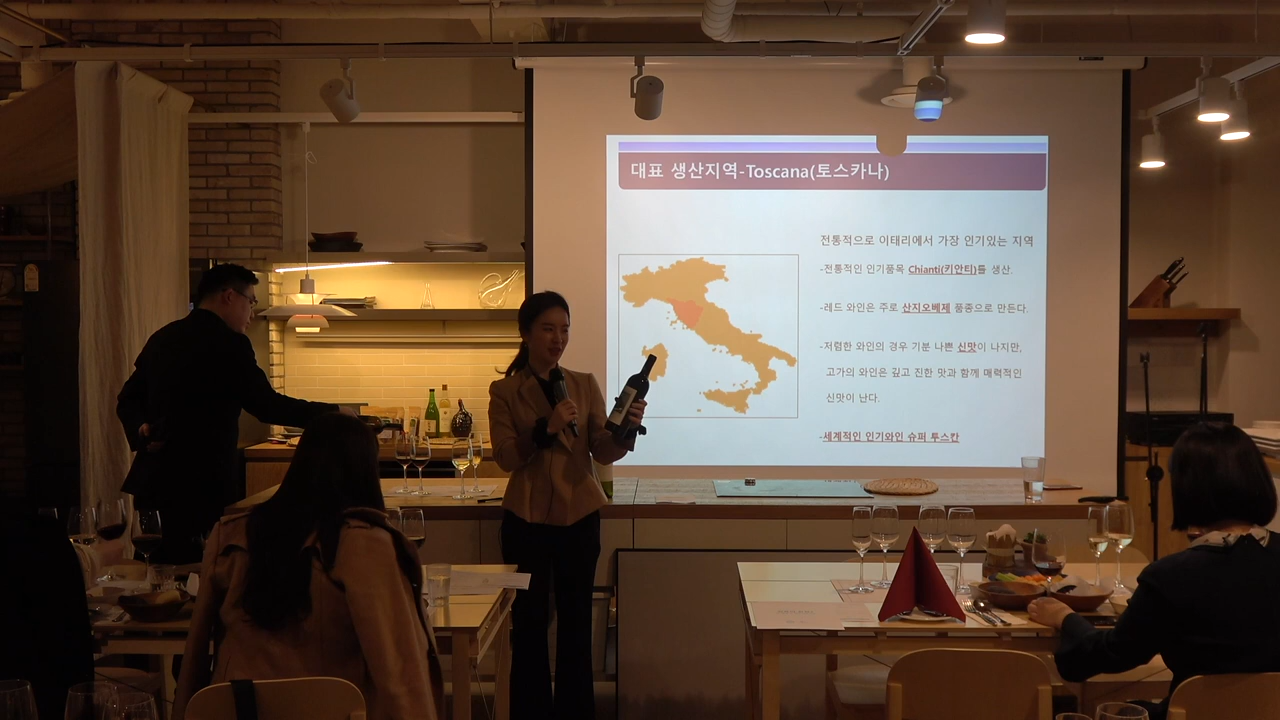 대표 생산지역-Toscana(토스카나)
전통적으로 이태리에서 가장 인기있는 지역
-전통적인 인기품목 Chianti(키안티)를 생산.
-레드 와인은 주로 산지오베제 품종으로 만든다.
-저렴한 와인의 경우 기분 나쁜 신맛이 나지만,
고가의 와인은 깊고 진한 맛과 함께 매력적인
신맛이 난다.
-세계적인 인기와인 슈퍼 투스칸